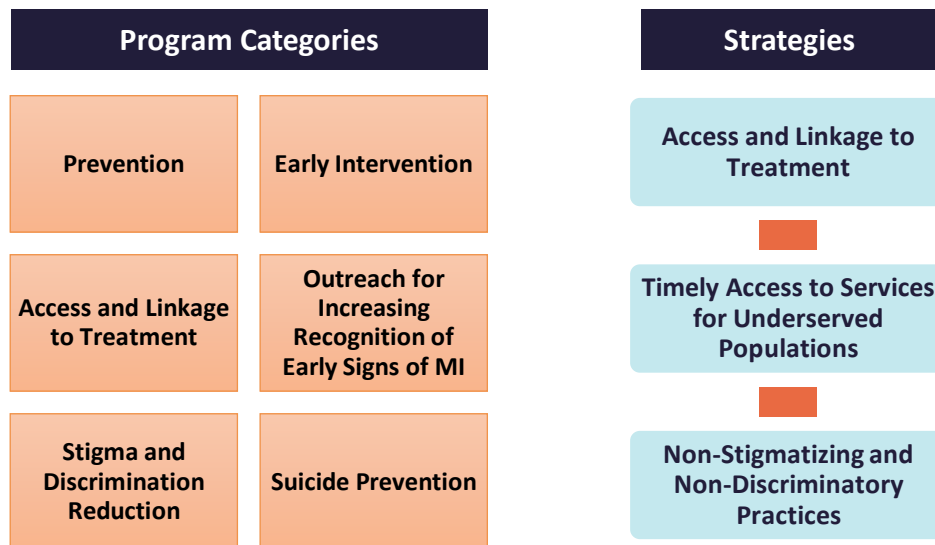 Program Categories
Strategies
Prevention
Early Intervention
Access and Linkage
to Treatment
Outreach for
Increasing
Recognition of
Early Signs of MI
Stigma and
Discrimination
Reduction
Suicide Prevention
Access and Linkage to
Treatment
Timely Access to Services
for Underserved
Populations
Non-Stigmatizing and
Non-Discriminatory
Practices